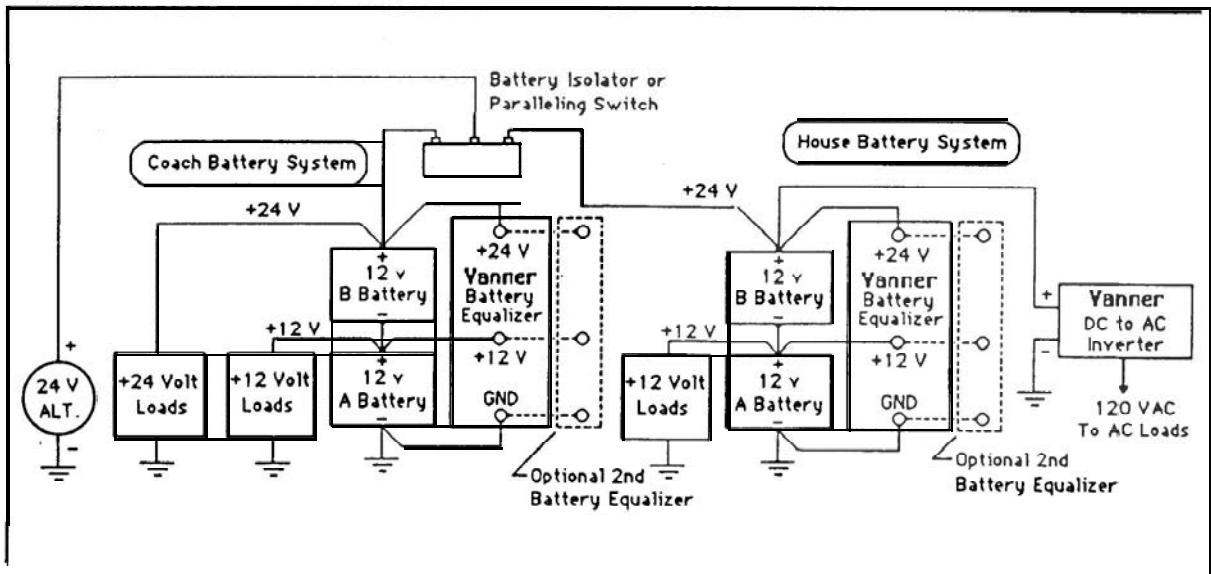 Battery Isolator or
Paralleling Switch
Coach Battery System
House Battery System
+24 V
+24 V
+
12 v
B Battery
-
+24 V
Vanner
Battery
Equalizer
+12 V
GND
+12 V
+
12 v
A Battery
-
+
24 V
ALT.
-
+24 Volt
Loads
+12 Volt
Loads
Optional 2nd
Battery Equalizer
+
12 v
B Battery
-
+24 V
Vanner
Battery
Equalizer
+12 V
GND
+12 V
+12 Volt
Loads
+
12 v
A Battery
-
Optional 2nd
Battery Equalizer
+
-
Vanner
DC to AC
Inverter
120 VAC
To AC Loads